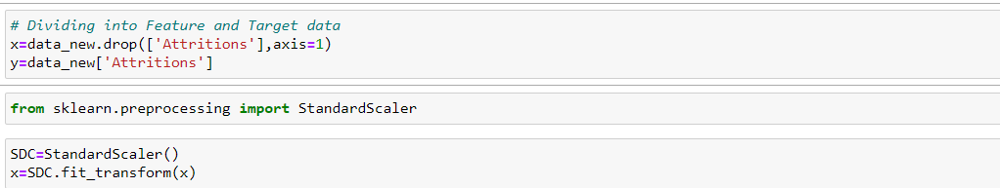 # Dividing into Feature and Target data
x=data_new.drop(['Attritions'],axis=1)
y=data_new['Attritions']
from sklearn.preprocessing import StandardScaler
SDC=StandardScaler()
x=SDC.fit_transform(x)